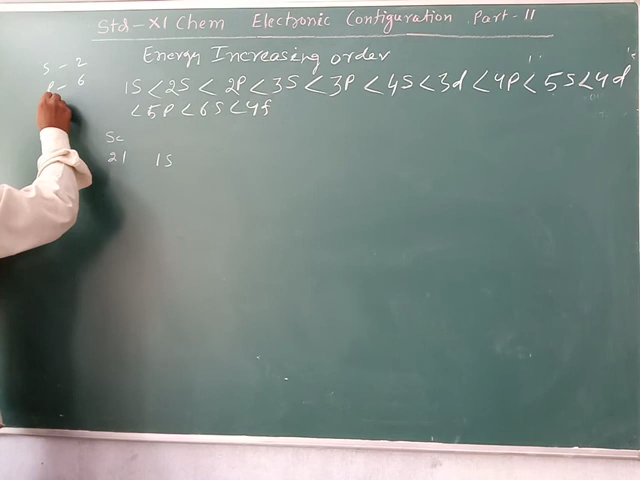 Std-XI Chem Electronic Configuration Part-II
Energy Increasing order
S - 2
P - 6
1S < 2S < 2P < 3S < 3P < 4S < 3d < 4P < 5S < 4d
< 5P < 6S < 4f
Sc
21 1S